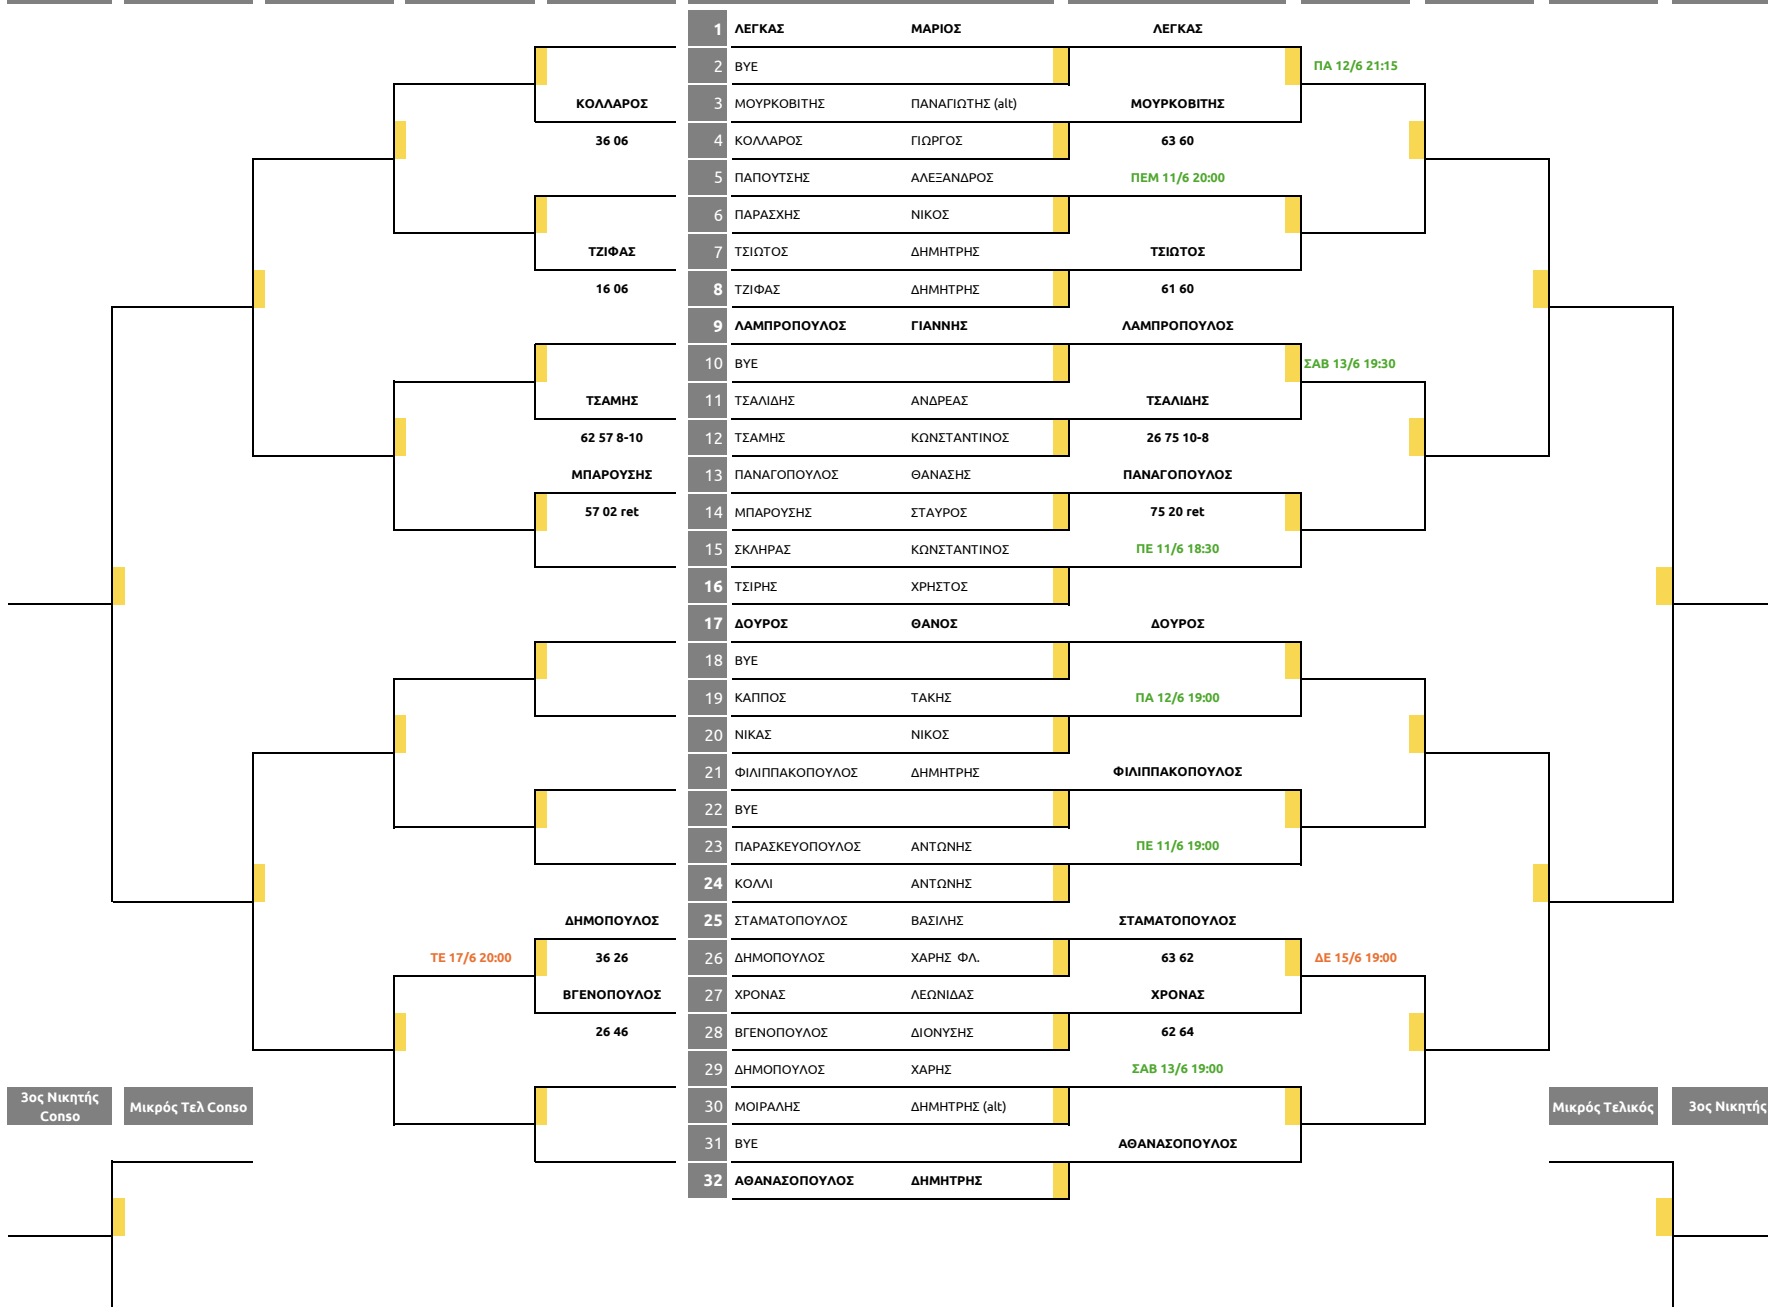 1 ΛΕΓΚΑΣ ΜΑΡΙΟΣ ΛΕΓΚΑΣ
2 BYE ΠΑ 12/6 21:15
ΚΟΛΛΑΡΟΣ 3 ΜΟΥΡΚΟΒΙΤΗΣ ΠΑΝΑΓΙΩΤΗΣ (alt) ΜΟΥΡΚΟΒΙΤΗΣ
36 06 4 ΚΟΛΛΑΡΟΣ ΓΙΩΡΓΟΣ 63 60
5 ΠΑΠΟΥΤΣΗΣ ΑΛΕΞΑΝΔΡΟΣ ΠΕΜ 11/6 20:00
6 ΠΑΡΑΣΧΗΣ ΝΙΚΟΣ
ΤΖΙΦΑΣ 7 ΤΣΙΩΤΟΣ ΔΗΜΗΤΡΗΣ ΤΣΙΩΤΟΣ
16 06 8 ΤΖΙΦΑΣ ΔΗΜΗΤΡΗΣ 61 60
9 ΛΑΜΠΡΟΠΟΥΛΟΣ ΓΙΑΝΝΗΣ ΛΑΜΠΡΟΠΟΥΛΟΣ
10 BYE ΣΑΒ 13/6 19:30
ΤΣΑΜΗΣ 11 ΤΣΑΛΙΔΗΣ ΑΝΔΡΕΑΣ ΤΣΑΛΙΔΗΣ
62 57 8-10 12 ΤΣΑΜΗΣ ΚΩΝΣΤΑΝΤΙΝΟΣ 26 75 10-8
ΜΠΑΡΟΥΣΗΣ 13 ΠΑΝΑΓΟΠΟΥΛΟΣ ΘΑΝΑΣΗΣ ΠΑΝΑΓΟΠΟΥΛΟΣ
57 02 ret 14 ΜΠΑΡΟΥΣΗΣ ΣΤΑΥΡΟΣ 75 20 ret
15 ΣΚΛΗΡΑΣ ΚΩΝΣΤΑΝΤΙΝΟΣ ΠΕ 11/6 18:30
16 ΤΣΙΡΗΣ ΧΡΗΣΤΟΣ
17 ΔΟΥΡΟΣ ΘΑΝΟΣ ΔΟΥΡΟΣ
18 BYE
19 ΚΑΠΠΟΣ ΤΑΚΗΣ ΠΑ 12/6 19:00
20 ΝΙΚΑΣ ΝΙΚΟΣ
21 ΦΙΛΙΠΠΑΚΟΠΟΥΛΟΣ ΔΗΜΗΤΡΗΣ ΦΙΛΙΠΠΑΚΟΠΟΥΛΟΣ
22 BYE
23 ΠΑΡΑΣΚΕΥΟΠΟΥΛΟΣ ΑΝΤΩΝΗΣ ΠΕ 11/6 19:00
24 ΚΟΛΛΙ ΑΝΤΩΝΗΣ
ΔΗΜΟΠΟΥΛΟΣ 25 ΣΤΑΜΑΤΟΠΟΥΛΟΣ ΒΑΣΙΛΗΣ ΣΤΑΜΑΤΟΠΟΥΛΟΣ
ΤΕ 17/6 20:00 36 26 26 ΔΗΜΟΠΟΥΛΟΣ ΧΑΡΗΣ ΦΛ. 63 62 ΔΕ 15/6 19:00
ΒΓΕΝΟΠΟΥΛΟΣ 27 ΧΡΟΝΑΣ ΛΕΩΝΙΔΑΣ ΧΡΟΝΑΣ
26 46 28 ΒΓΕΝΟΠΟΥΛΟΣ ΔΙΟΝΥΣΗΣ 62 64
29 ΔΗΜΟΠΟΥΛΟΣ ΧΑΡΗΣ ΣΑΒ 13/6 19:00
3ος Νικητής Conso Μικρός Τελ Conso 30 ΜΟΙΡΑΛΗΣ ΔΗΜΗΤΡΗΣ (alt) Μικρός Τελικός 3ος Νικητής
31 BYE ΑΘΑΝΑΣΟΠΟΥΛΟΣ
32 ΑΘΑΝΑΣΟΠΟΥΛΟΣ ΔΗΜΗΤΡΗΣ